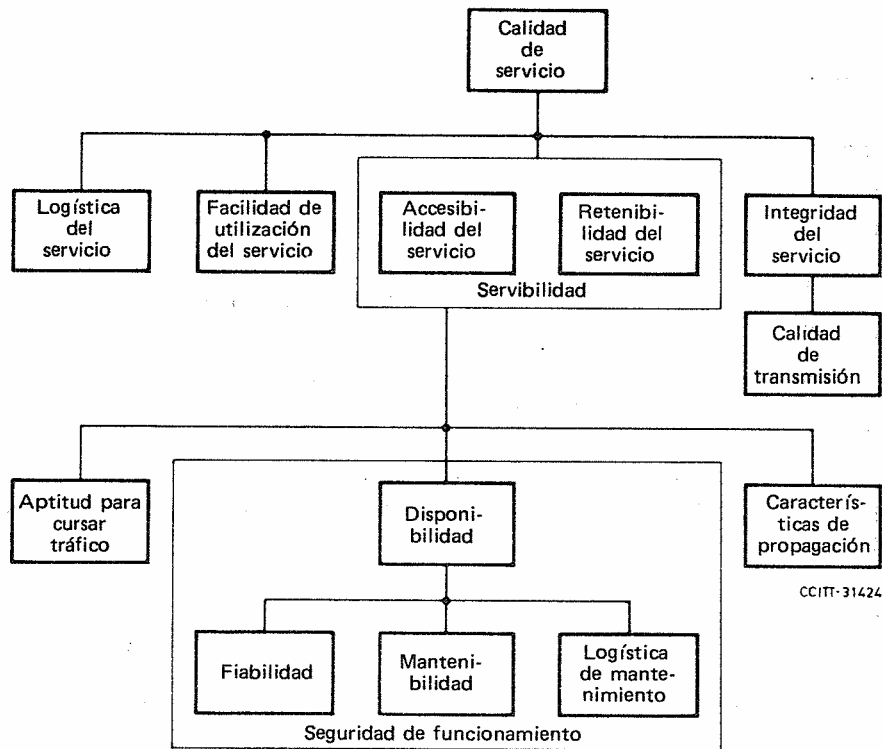 Calidad
de
servicio
Logística
del
servicio
Facilidad de
utilización
del servicio
Accesibi-
lidad del
servicio
Retenibi-
lidad del
servicio
Integridad
del
servicio
Servibilidad
Calidad
de
transmisión
Aptitud para
cursar
tráfico
Disponi-
bilidad
Caracterís-
ticas de
propagación
CCITT-31424
Fiabilidad
Manteni-
bilidad
Logística
de mante-
nimiento
Seguridad de funcionamiento